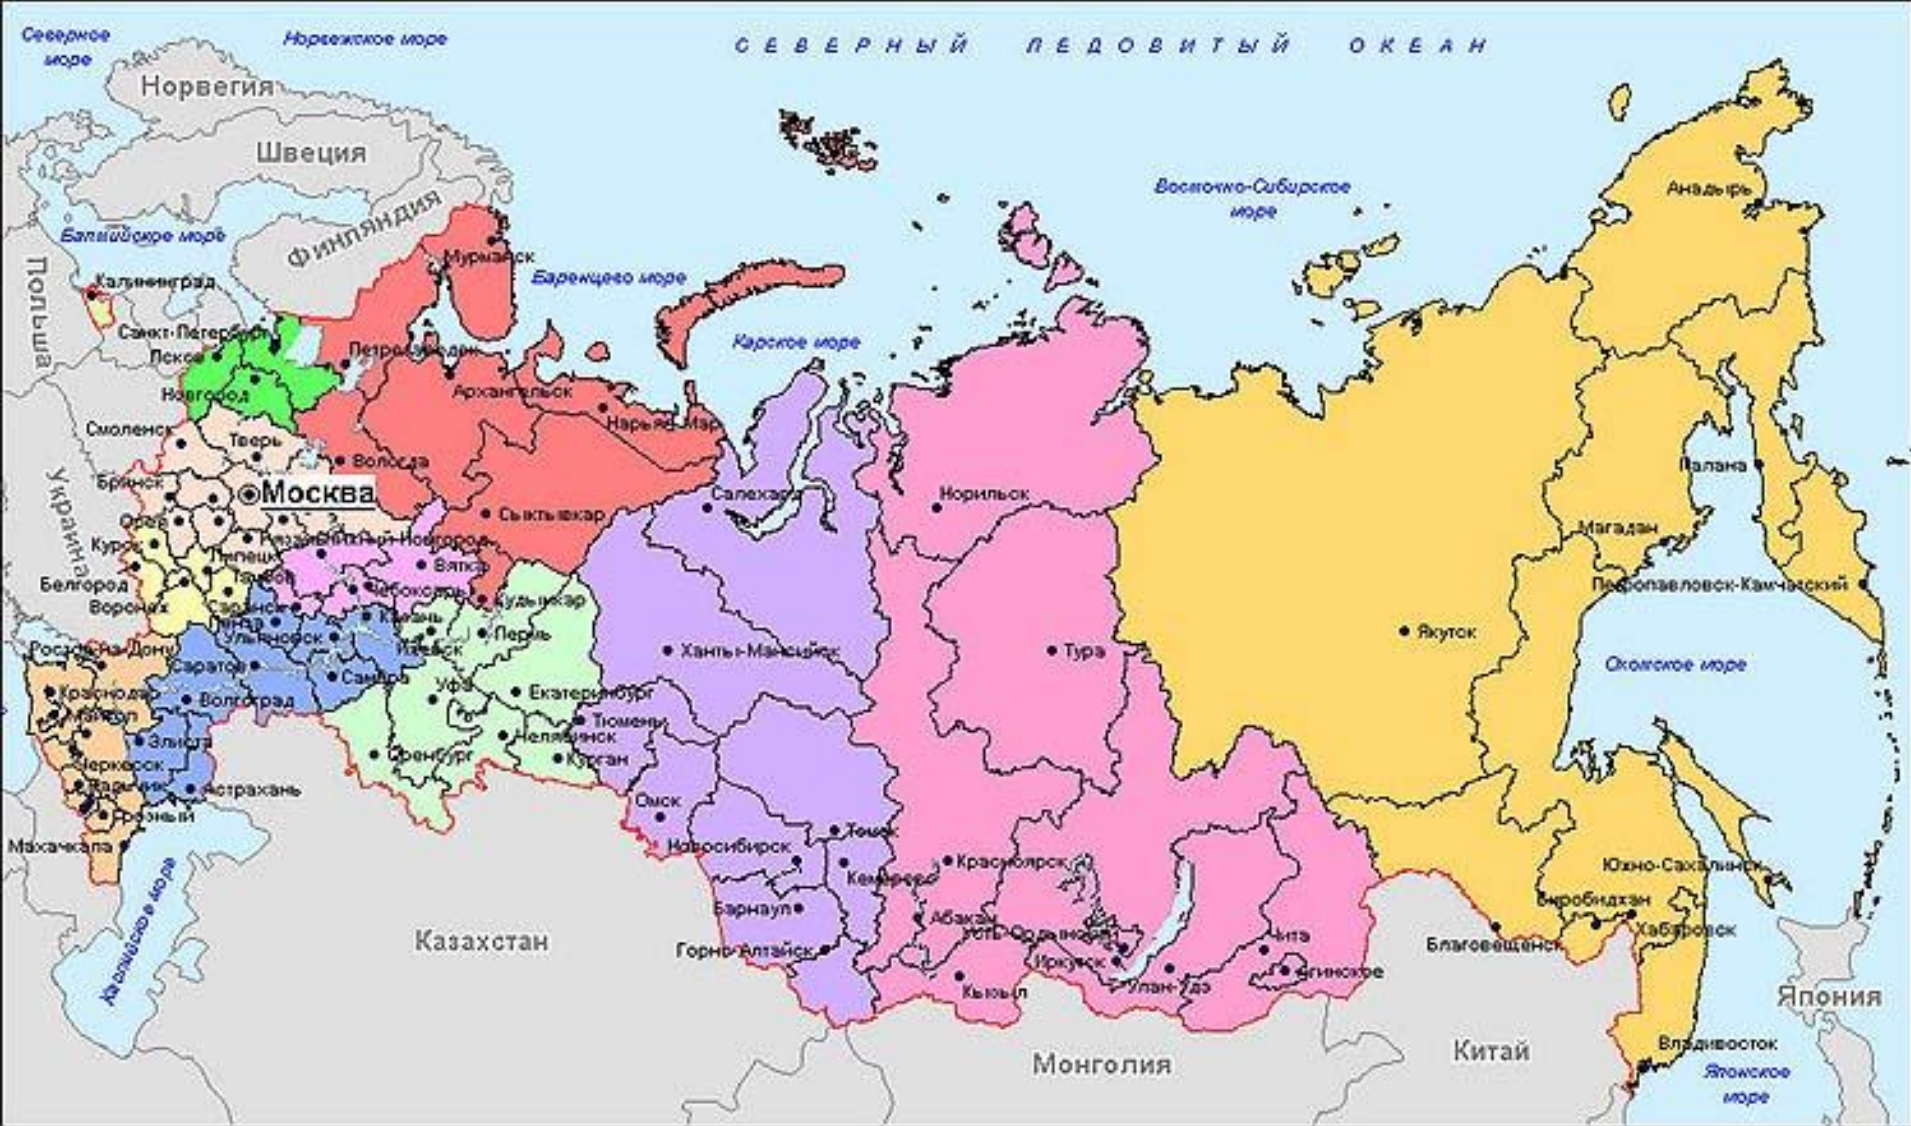 Северное
море
Норвежское море
СЕВЕРНЫЙ ЛЕДОВИТЫЙ ОКЕАН
Норвегия
Швеция
Финляндия
Балтийское море
Польша
Украина
Баренцево море
Карское море
Восточно-Сибирское
море
Анадырь
Калининград
Мурманск
Санкт-Петербург
Псков
Новгород
Петрозаводск
Архангельск
Нарьян-Мар
Смоленск
Тверь
Вологда
Брянск
Москва
Салехард
Норильск
Палана
Орел
Сыктывкар
Курск
Рязань
Нижний Новгород
Магадан
Липецк
Вятка
Белгород
Тамбов
Чебоксары
Кудымкар
Петропавловск-Камчатский
Воронеж
Саранск
Пенза
Казань
Ульяновск
Пермь
Якутск
Ростов-на-Дону
Ижевск
Ханты-Мансийск
Тура
Охотское море
Саратов
Самара
Уфа
Краснодар
Волгоград
Екатеринбург
Майкоп
Тюмень
Элиста
Челябинск
Оренбург
Курган
Черкесск
Нальчик
Астрахань
Омск
Грозный
Томск
Махачкала
Новосибирск
Красноярск
Южно-Сахалинск
Кемерово
Биробиджан
Барнаул
Абакан
Усть-Ордынский
Чита
Хабаровск
Благовещенск
Казахстан
Горно-Алтайск
Иркутск
Агинское
Каспийское море
Кызыл
Улан-Удэ
Япония
Монголия
Китай
Владивосток
Японское
море